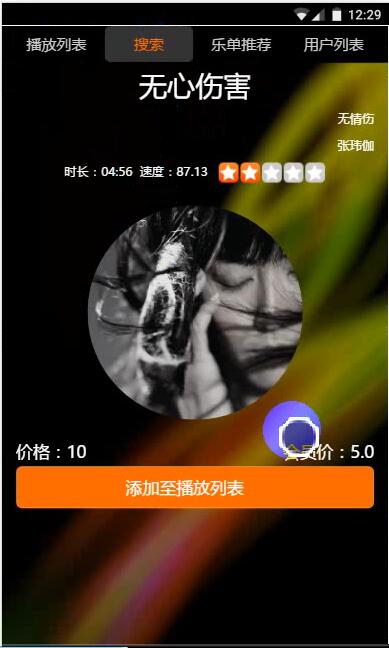 12:29
播放列表 搜索 乐单推荐 用户列表
无心伤害
无情伤
张玮伽
时长：04:56 速度：87.13
价格：10 会员价：5.0
添加至播放列表